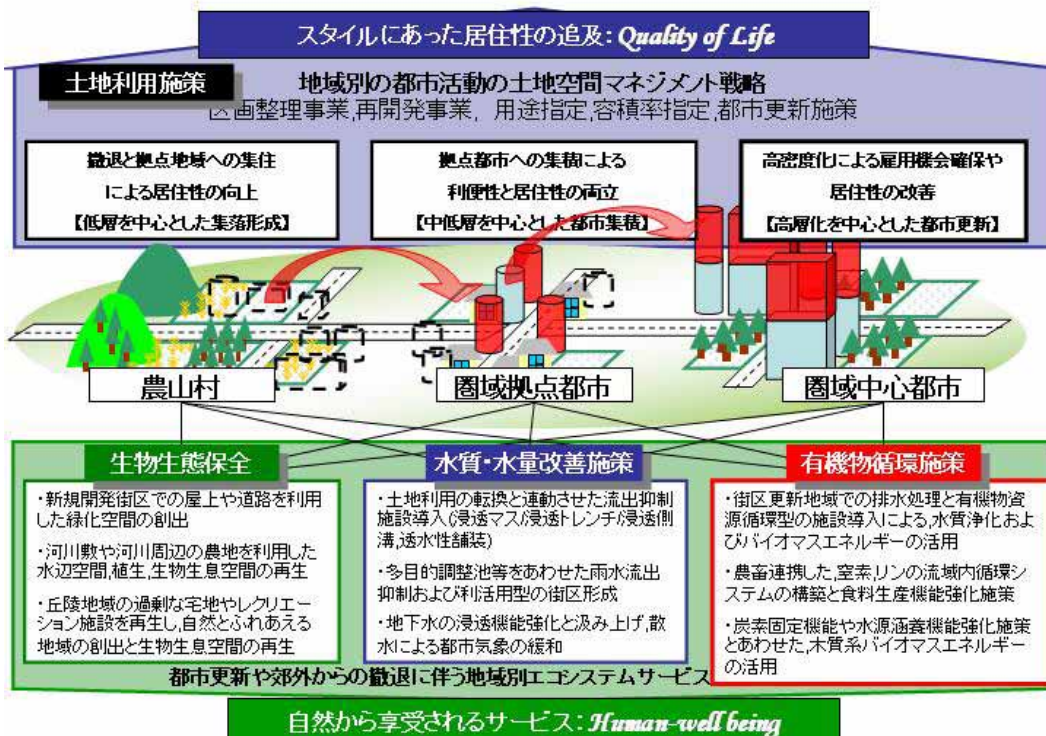 スタイルにあった居住性の追及: Quality of Life
土地利用施策
地域別の都市活動の土地空間マネジメント戦略
区画整理事業,再開発事業, 用途指定,容積率指定,都市更新施策
撤退と拠点地域への集住
による居住性の向上
【低層を中心とした集落形成】
拠点都市への集積による
利便性と居住性の両立
【中低層を中心とした都市集積】
高密度化による雇用機会確保や
居住性の改善
【高層化を中心とした都市更新】
農山村
圏域拠点都市
圏域中心都市
生物生態保全
・新規開発街区での屋上や道路を利用
した緑化空間の創出
・河川敷や河川周辺の農地を利用した
水辺空間,植生,生物生息空間の再生
・丘陵地域の過剰な宅地やレクリエー
ション施設を再生し,自然とふれあえる
地域の創出と生物生息空間の再生
水質・水量改善施策
・土地利用の転換と連動させた流出抑制
施設導入(浸透マス/浸透トレンチ/浸透側
溝,透水性舗装)
・多目的調整池等をあわせた雨水流出
抑制および利活用型の街区形成
・地下水の浸透機能強化と汲み上げ,散
水による都市気象の緩和
有機物循環施策
・街区更新地域での排水処理と有機物資
源循環型の施設導入による,水質浄化およ
びバイオマスエネルギーの活用
・農畜連携した,窒素,リンの流域内循環シ
ステムの構築と食料生産機能強化施策
・炭素固定機能や水源涵養機能強化施策
とあわせた,木質系バイオマスエネルギー
の活用
都市更新や郊外からの撤退に伴う地域別エコシステムサービス
自然から享受されるサービス: Human-well being